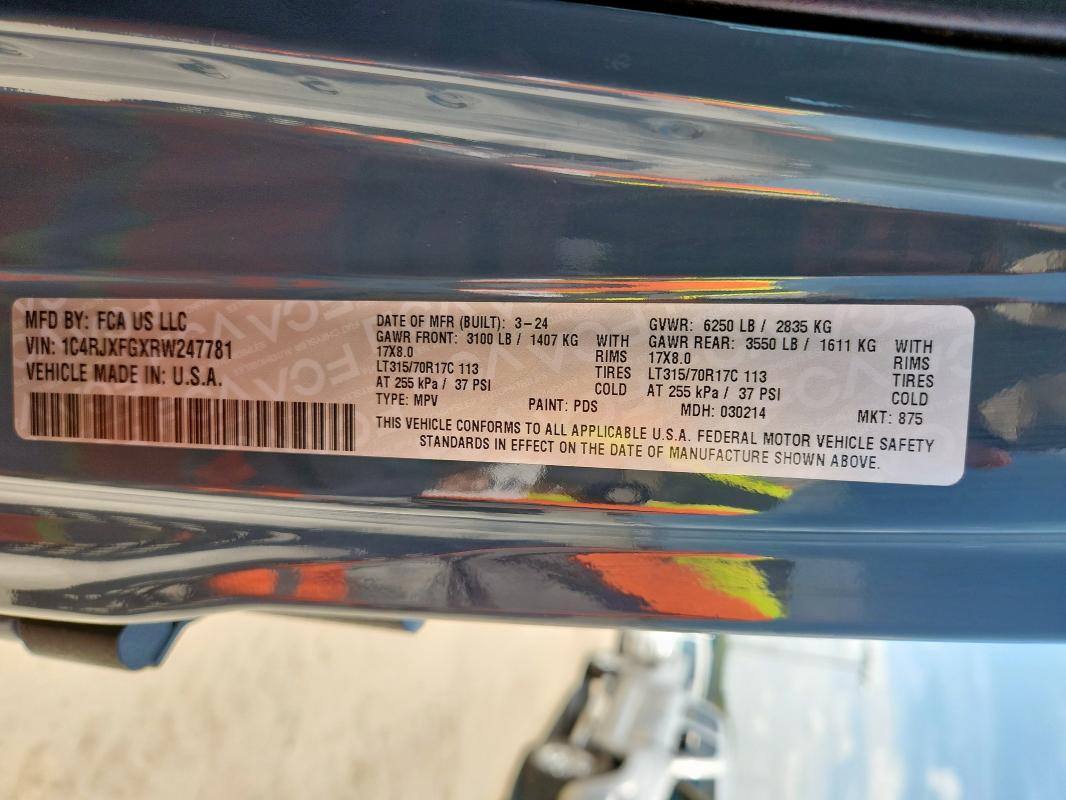 MFD BY: FCA US LLC
VIN: 1C4RJXFGXRW247781
VEHICLE MADE IN: U.S.A.
DATE OF MFR (BUILT): 3-24 GVWR: 6250 LB / 2835 KG
GAWR FRONT: 3100 LB / 1407 KG WITH GAWR REAR: 3550 LB / 1611 KG WITH
17X8.0 RIMS 17X8.0 RIMS
LT315/70R17C 113 TIRES LT315/70R17C 113 TIRES
AT 255 kPa / 37 PSI COLD AT 255 kPa / 37 PSI COLD
TYPE: MPV PAINT: PDS MDH: 030214 MKT: 875
THIS VEHICLE CONFORMS TO ALL APPLICABLE U.S.A. FEDERAL MOTOR VEHICLE SAFETY
STANDARDS IN EFFECT ON THE DATE OF MANUFACTURE SHOWN ABOVE.